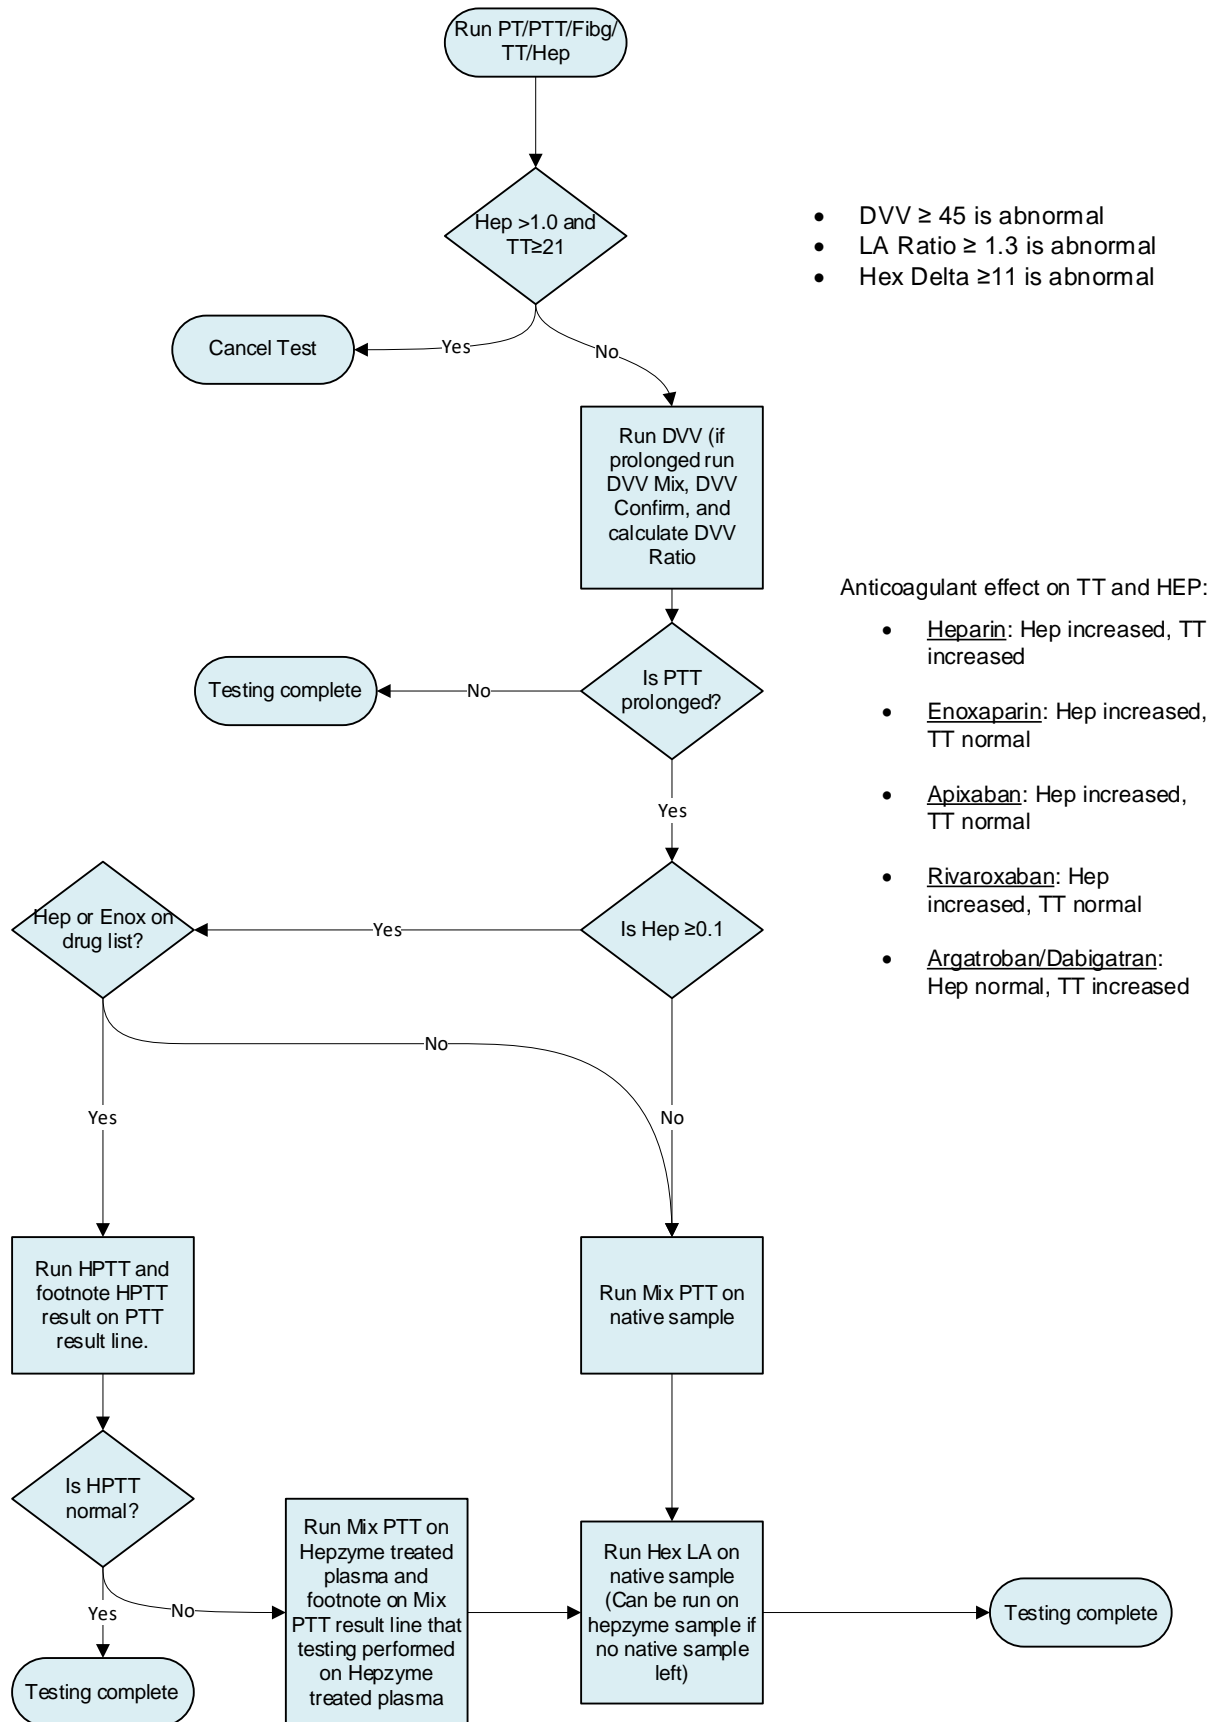 Run PT/PTT/Fibg/
TT/Hep
Hep >1.0 and
TT≥21
• DVV ≥ 45 is abnormal
• LA Ratio ≥ 1.3 is abnormal
• Hex Delta ≥11 is abnormal
Cancel Test
Yes
No
Run DVV (if
prolonged run
DVV Mix, DVV
Confirm, and
calculate DVV
Ratio
Anticoagulant effect on TT and HEP:
• Heparin: Hep increased, TT
increased
• Enoxaparin: Hep increased,
TT normal
• Apixaban: Hep increased,
TT normal
• Rivaroxaban: Hep
increased, TT normal
• Argatroban/Dabigatran:
Hep normal, TT increased
Testing complete
No
Is PTT
prolonged?
Yes
Hep or Enox on
drug list?
Yes
Is Hep ≥0.1
No
Yes
No
Run HPTT and
footnote HPTT
result on PTT
result line.
Run Mix PTT on
native sample
Is HPTT
normal?
Run Mix PTT on
Hepzyme treated
plasma and
footnote on Mix
PTT result line that
testing performed
on Hepzyme
treated plasma
Run Hex LA on
native sample
(Can be run on
hepzyme sample if
no native sample
left)
Testing complete
Yes
No
Testing complete